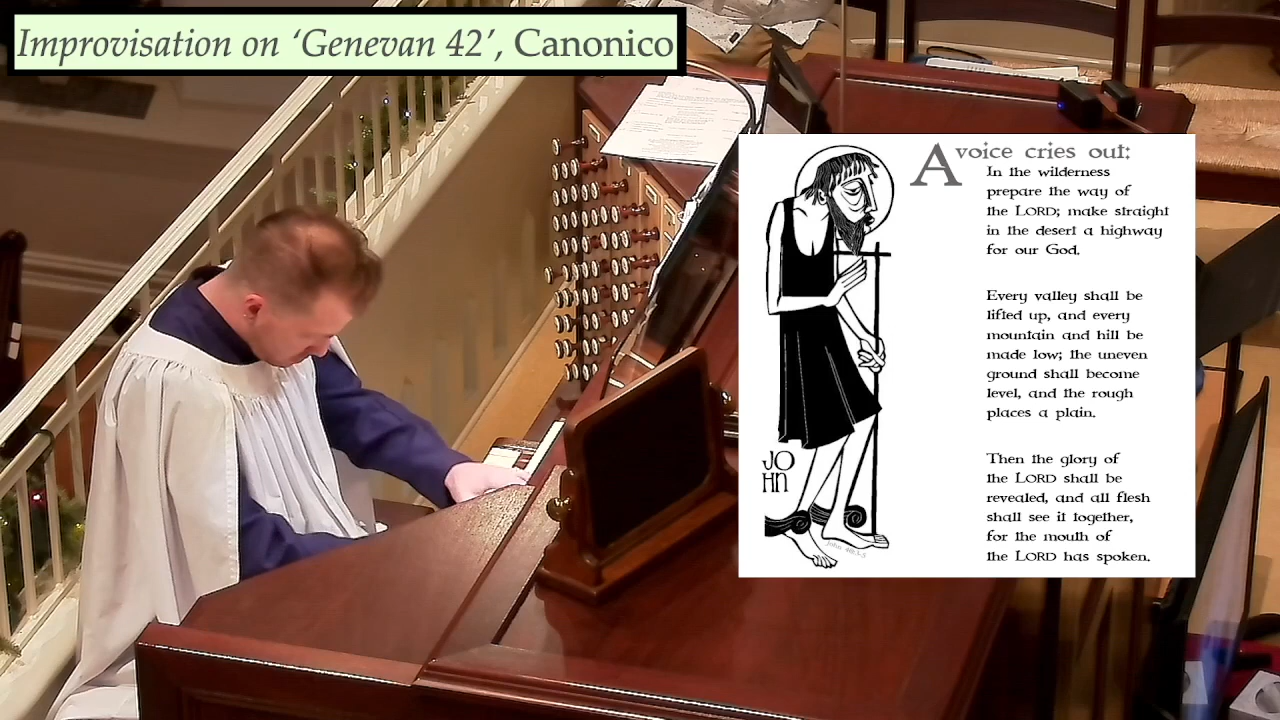 Improvisation on ‘Genevan 42’, Canonico
A voice cries out:
In the wilderness
prepare the way of
the LORD; make straight
in the desert a highway
for our God.
Every valley shall be
lifted up, and every
mountain and hill be
made low; the uneven
ground shall become
level, and the rough
places a plain.
Then the glory of
the LORD shall be
revealed, and all flesh
shall see it together,
for the mouth of
the LORD has spoken.
JO
HN